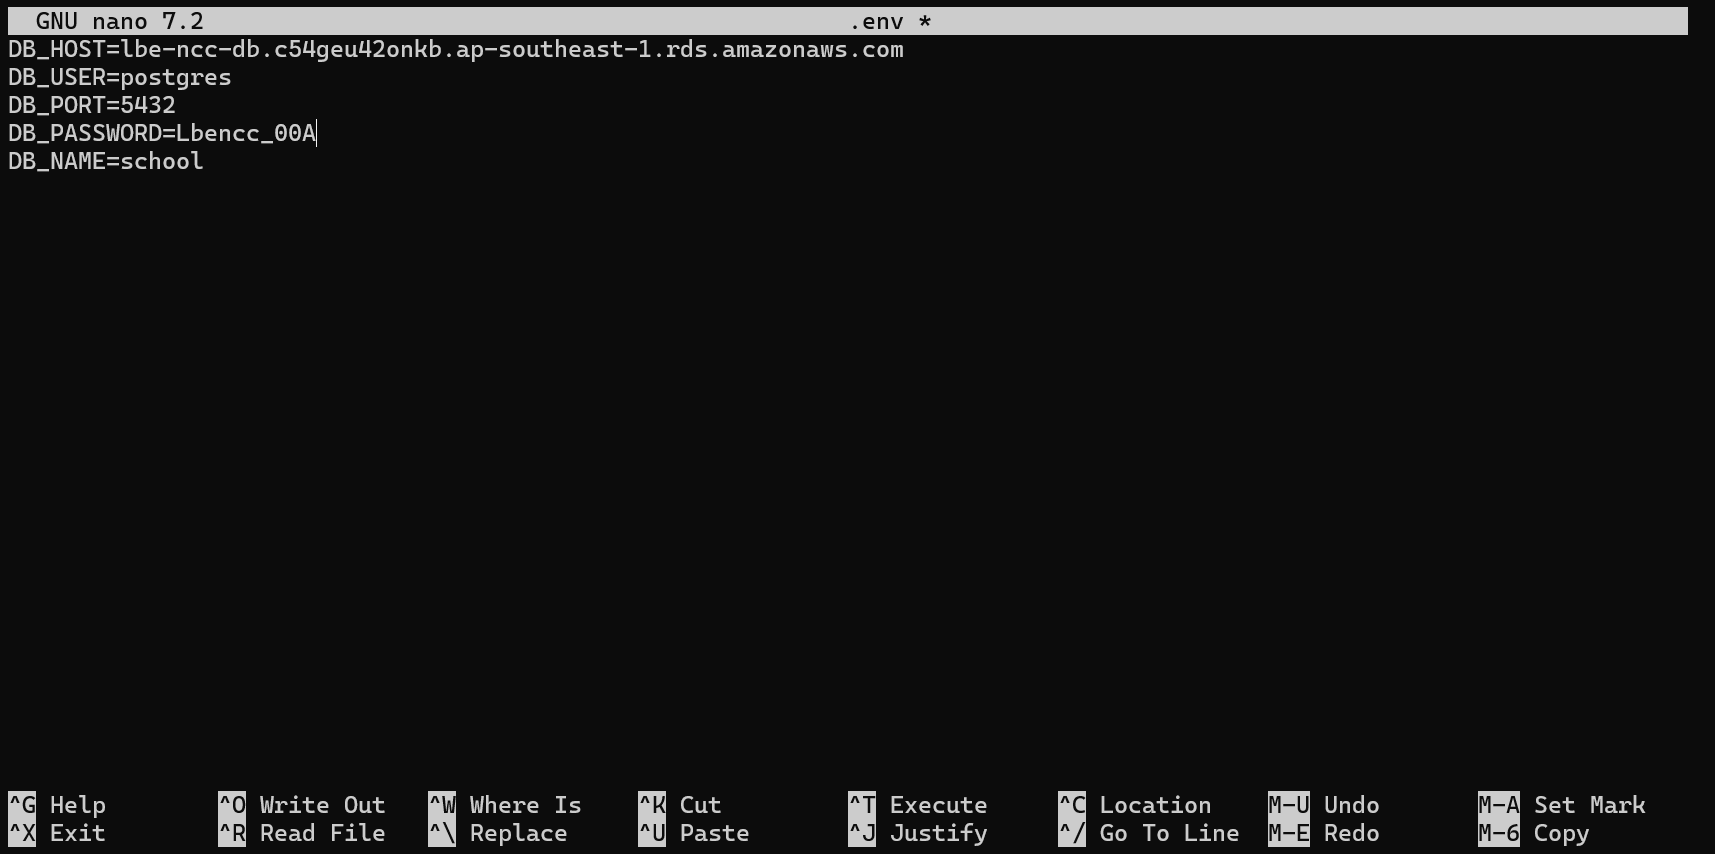 GNU nano 7.2 .env *
DB_HOST=lbe-ncc-db.c54geu42onkb.ap-southeast-1.rds.amazonaws.com
DB_USER=postgres
DB_PORT=5432
DB_PASSWORD=Lbencc_00A
DB_NAME=school
^G Help ^O Write Out ^W Where Is ^K Cut ^T Execute ^C Location M-U Undo M-A Set Mark
^X Exit ^R Read File ^\ Replace ^U Paste ^J Justify ^/ Go To Line M-E Redo M-6 Copy